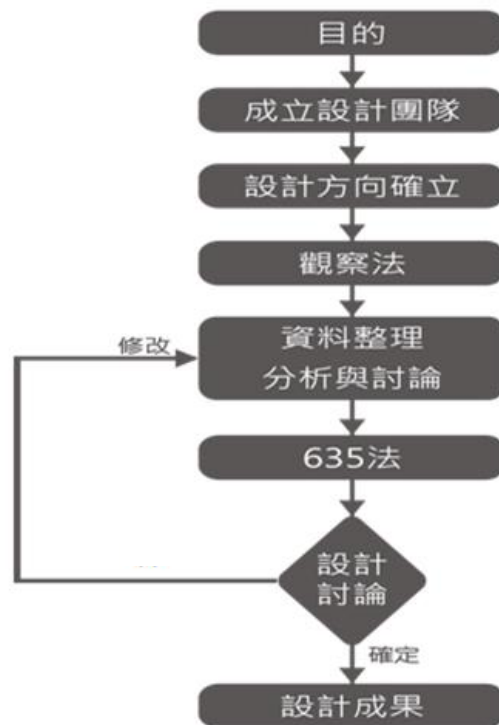 目的
成立設計團隊
設計方向確立
觀察法
修改
資料整理
分析與討論
635法
設計
討論
確定
設計成果